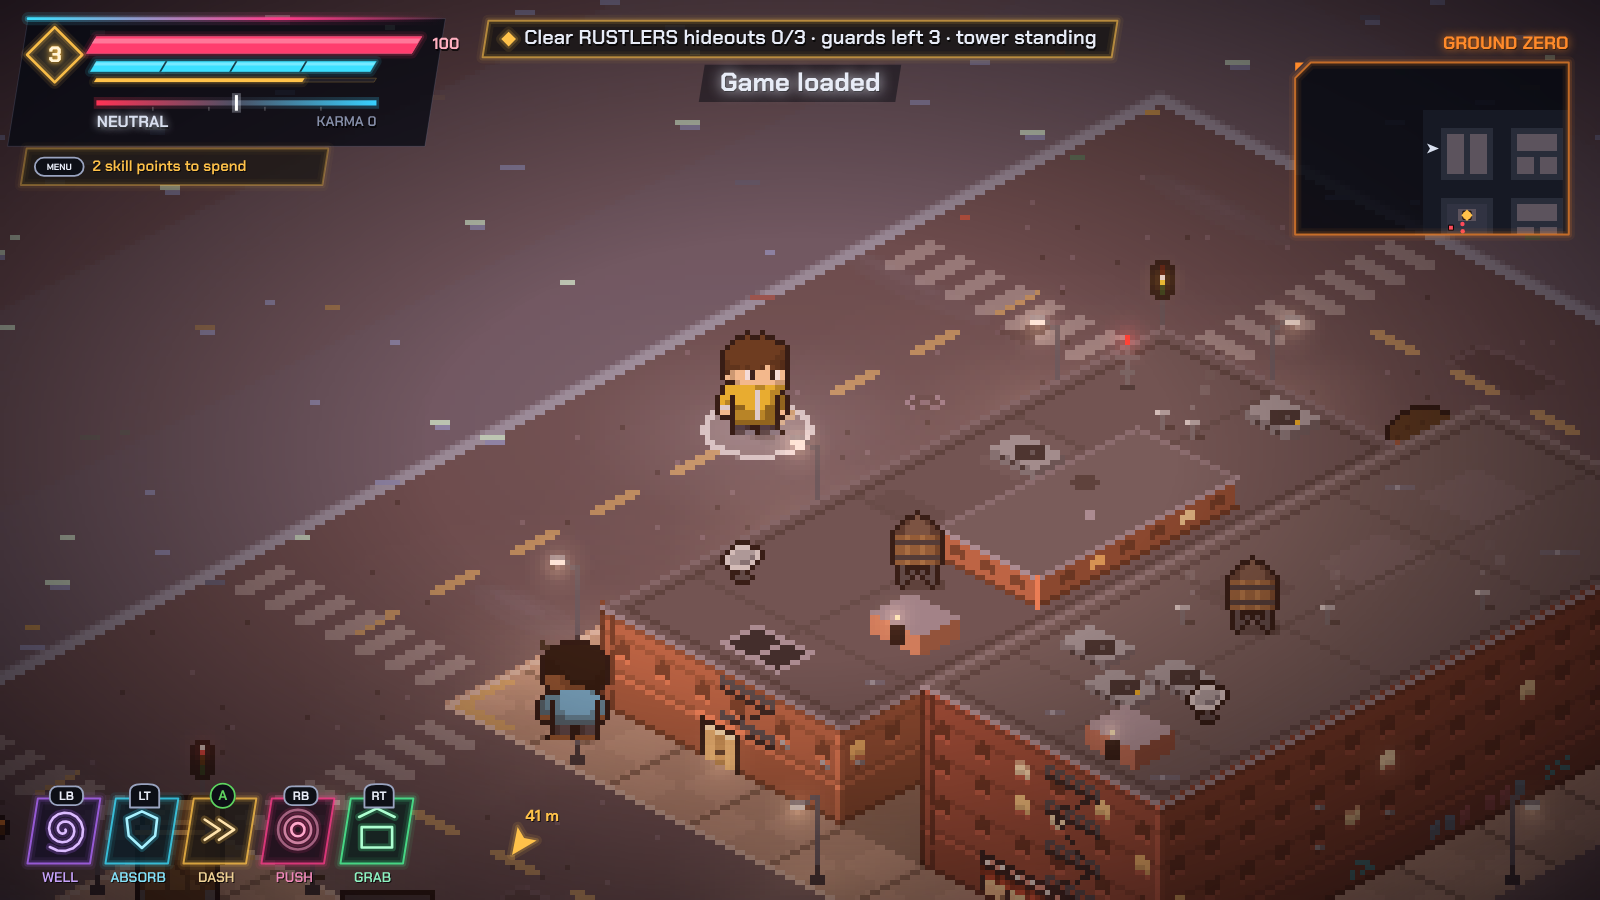 3
100
NEUTRAL
KARMA 0
MENU
2 skill points to spend
Clear RUSTLERS hideouts 0/3 · guards left 3 · tower standing
Game loaded
GROUND ZERO
41 m
LB
LT
A
RB
RT
WELL
ABSORB
DASH
PUSH
GRAB